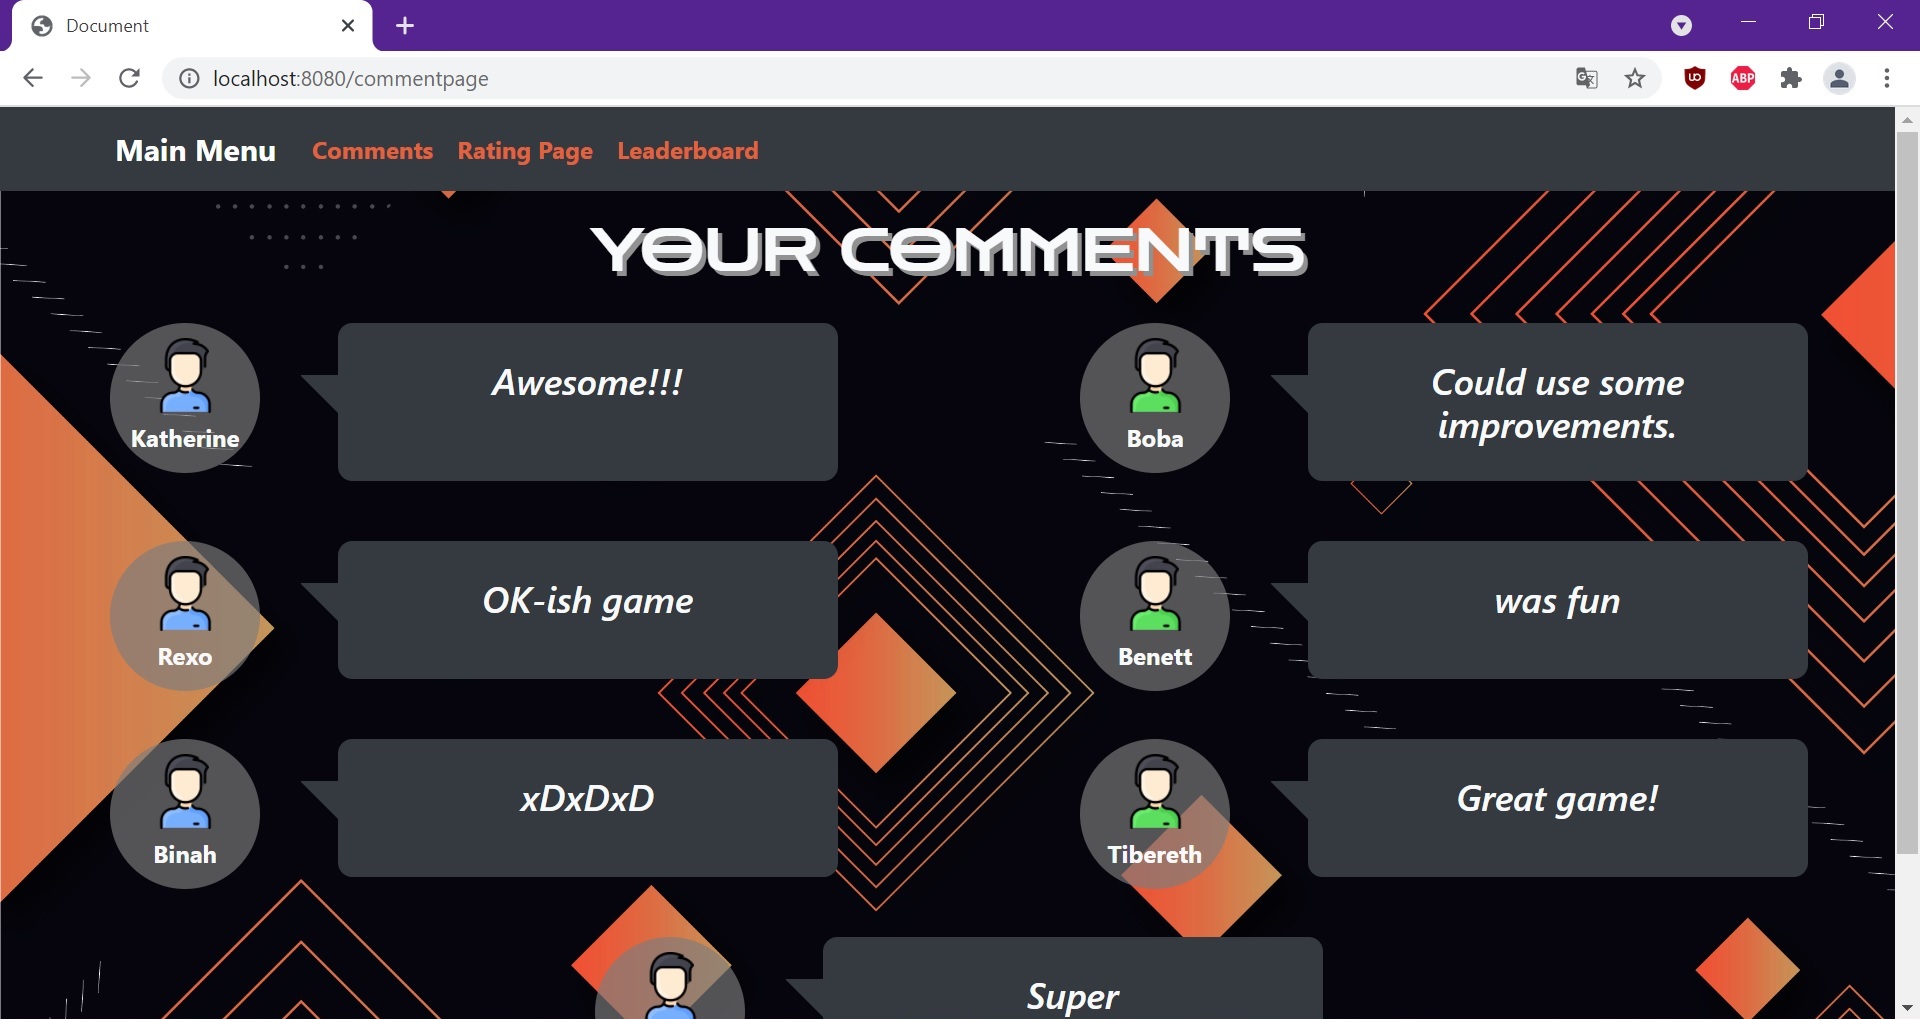 Document
localhost:8080/commentpage
ABP
Main Menu Comments Rating Page Leaderboard
YOUR COMMENTS
Awesome!!!
Katherine
Could use some
improvements.
Boba
OK-ish game
Rexo
was fun
Benett
xDxDxD
Binah
Great game!
Tibereth
Super